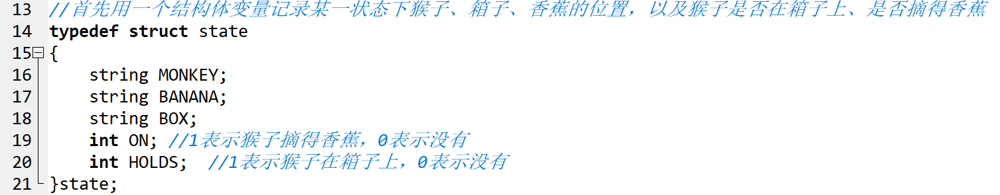 13 //首先用一个结构体变量记录某一状态下猴子、箱子、香蕉的位置，以及猴子是否在箱子上、是否摘得香蕉
14 typedef struct state
15 {
16 string MONKEY;
17 string BANANA;
18 string BOX;
19 int ON; //1表示猴子摘得香蕉，0表示没有
20 int HOLDS; //1表示猴子在箱子上，0表示没有
21 }state;